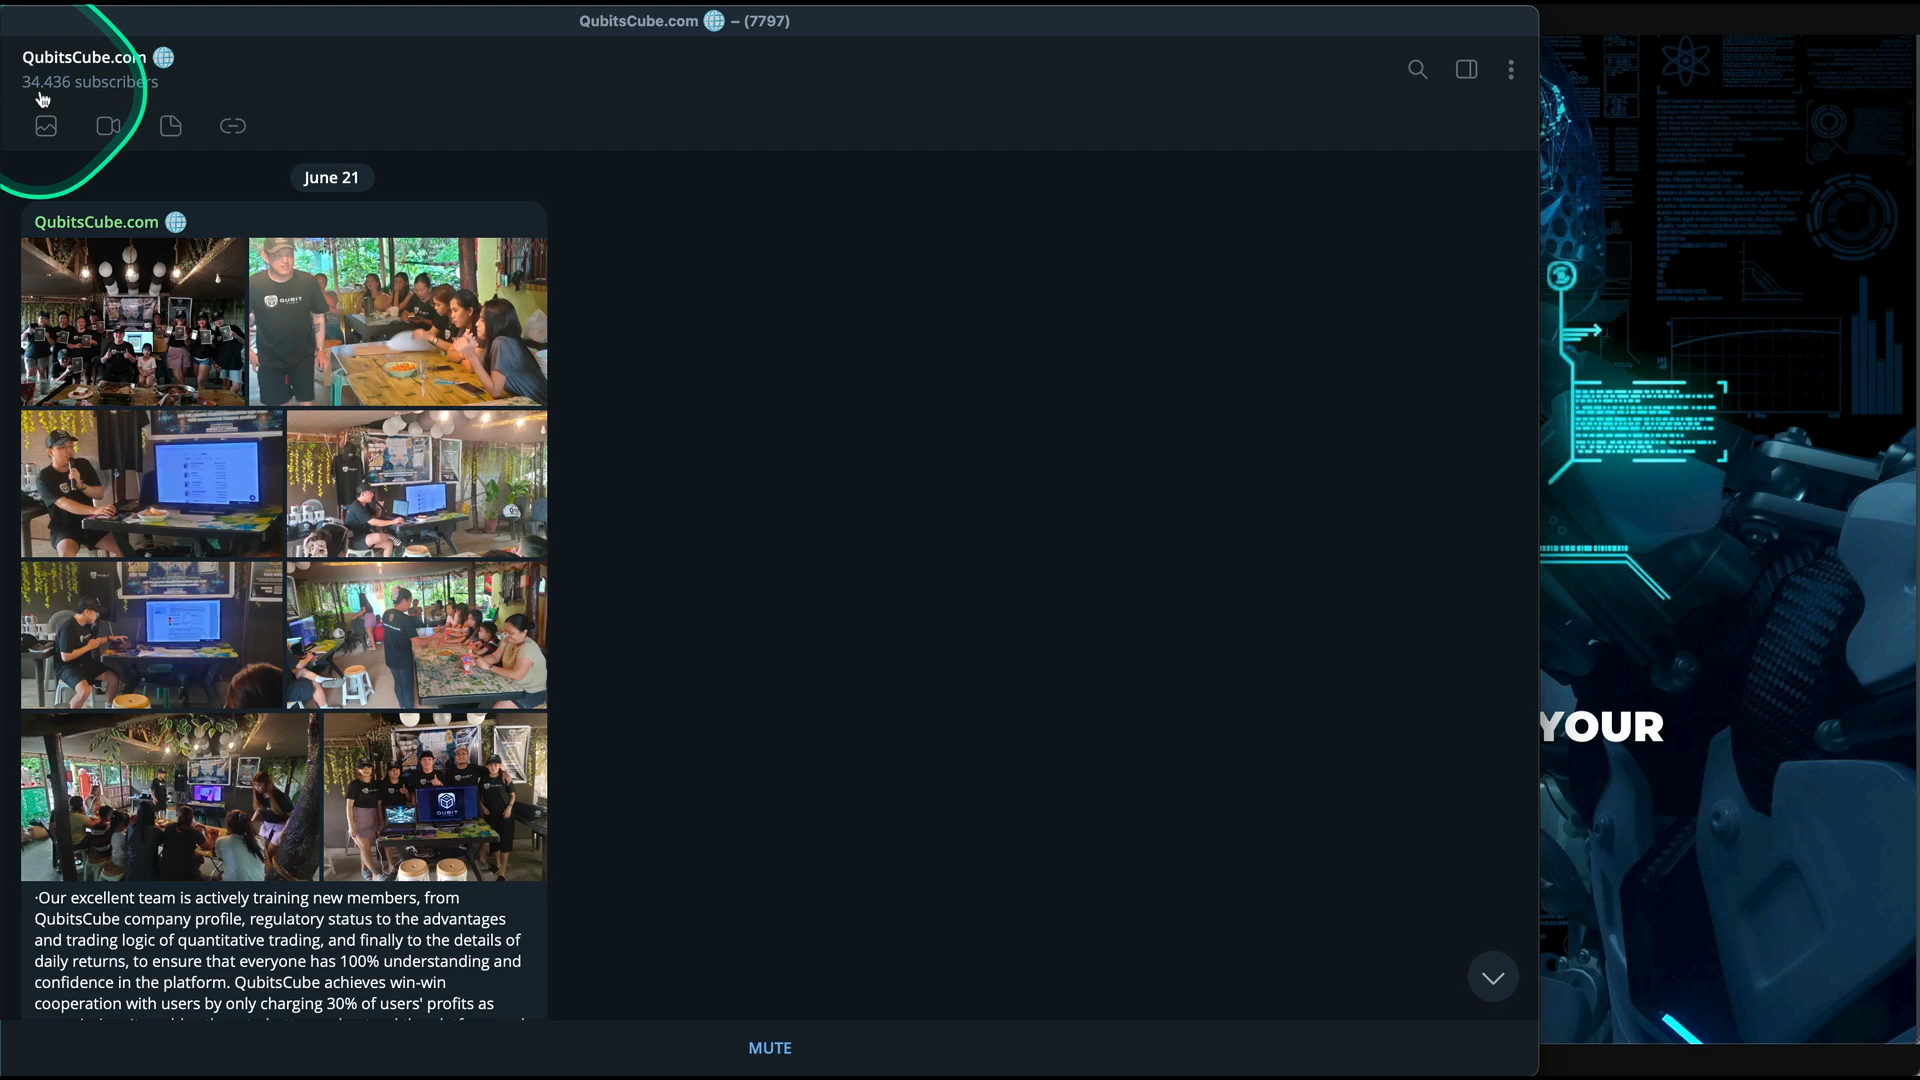 QubitsCube.com – (7797)
QubitsCube.com
34.436 subscribers
June 21
QubitsCube.com
QUBIT
QUBIT
·Our excellent team is actively training new members, from
QubitsCube company profile, regulatory status to the advantages
and trading logic of quantitative trading, and finally to the details of
daily returns, to ensure that everyone has 100% understanding and
confidence in the platform. QubitsCube achieves win-win
cooperation with users by only charging 30% of users' profits as
MUTE
YOUR